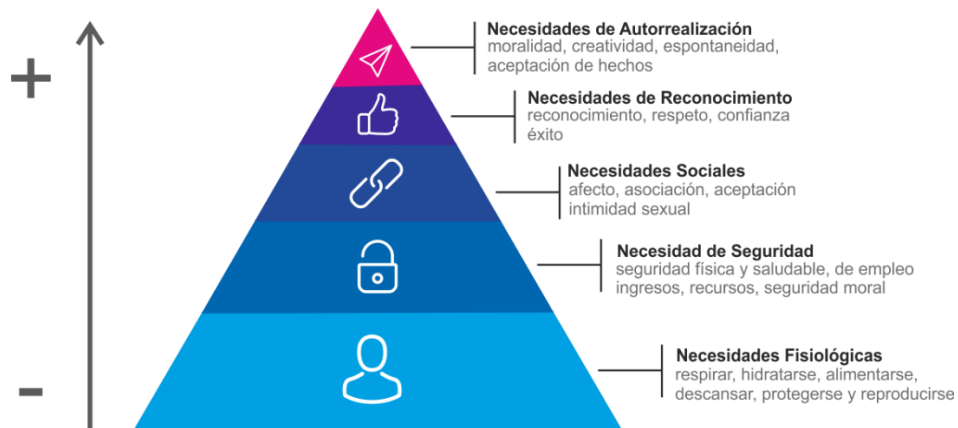 +
Necesidades de Autorrealización
moralidad, creatividad, espontaneidad,
aceptación de hechos
Necesidades de Reconocimiento
reconocimiento, respeto, confianza
éxito
Necesidades Sociales
afecto, asociación, aceptación
intimidad sexual
Necesidad de Seguridad
seguridad física y saludable, de empleo
ingresos, recursos, seguridad moral
Necesidades Fisiológicas
respirar, hidratarse, alimentarse,
descansar, protegerse y reproducirse
-